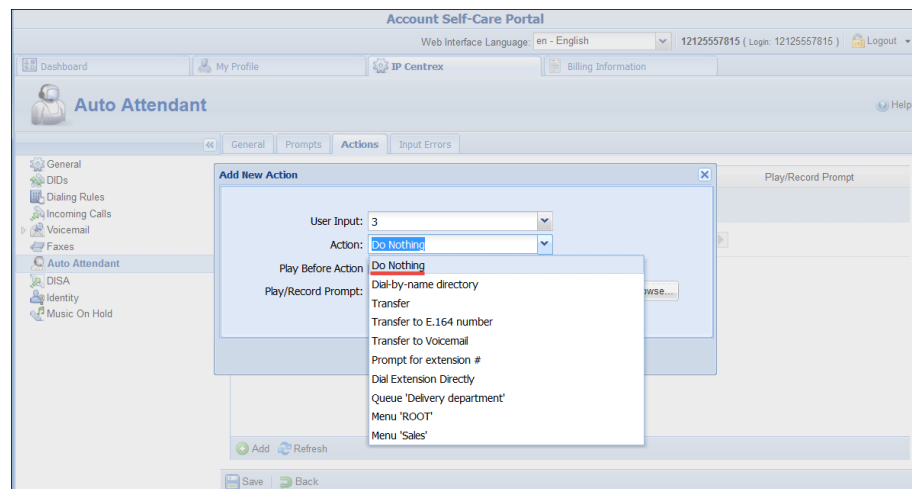 Account Self-Care Portal
Web Interface Language: en - English 12125557815 ( Login: 12125557815 ) Logout
Dashboard My Profile IP Centrex Billing Information
Auto Attendant Help
General Prompts Actions Input Errors
General
DIDs
Dialing Rules
Incoming Calls
Voicemail
Faxes
Auto Attendant
DISA
Identity
Music On Hold
Add New Action
Play/Record Prompt
User Input: 3
Action: Do Nothing
Play Before Action
Play/Record Prompt:
Do Nothing
Dial-by-name directory
Transfer
Transfer to E.164 number
Transfer to Voicemail
Prompt for extension #
Dial Extension Directly
Queue 'Delivery department'
Menu 'ROOT'
Menu 'Sales'
Add Refresh
Save Back